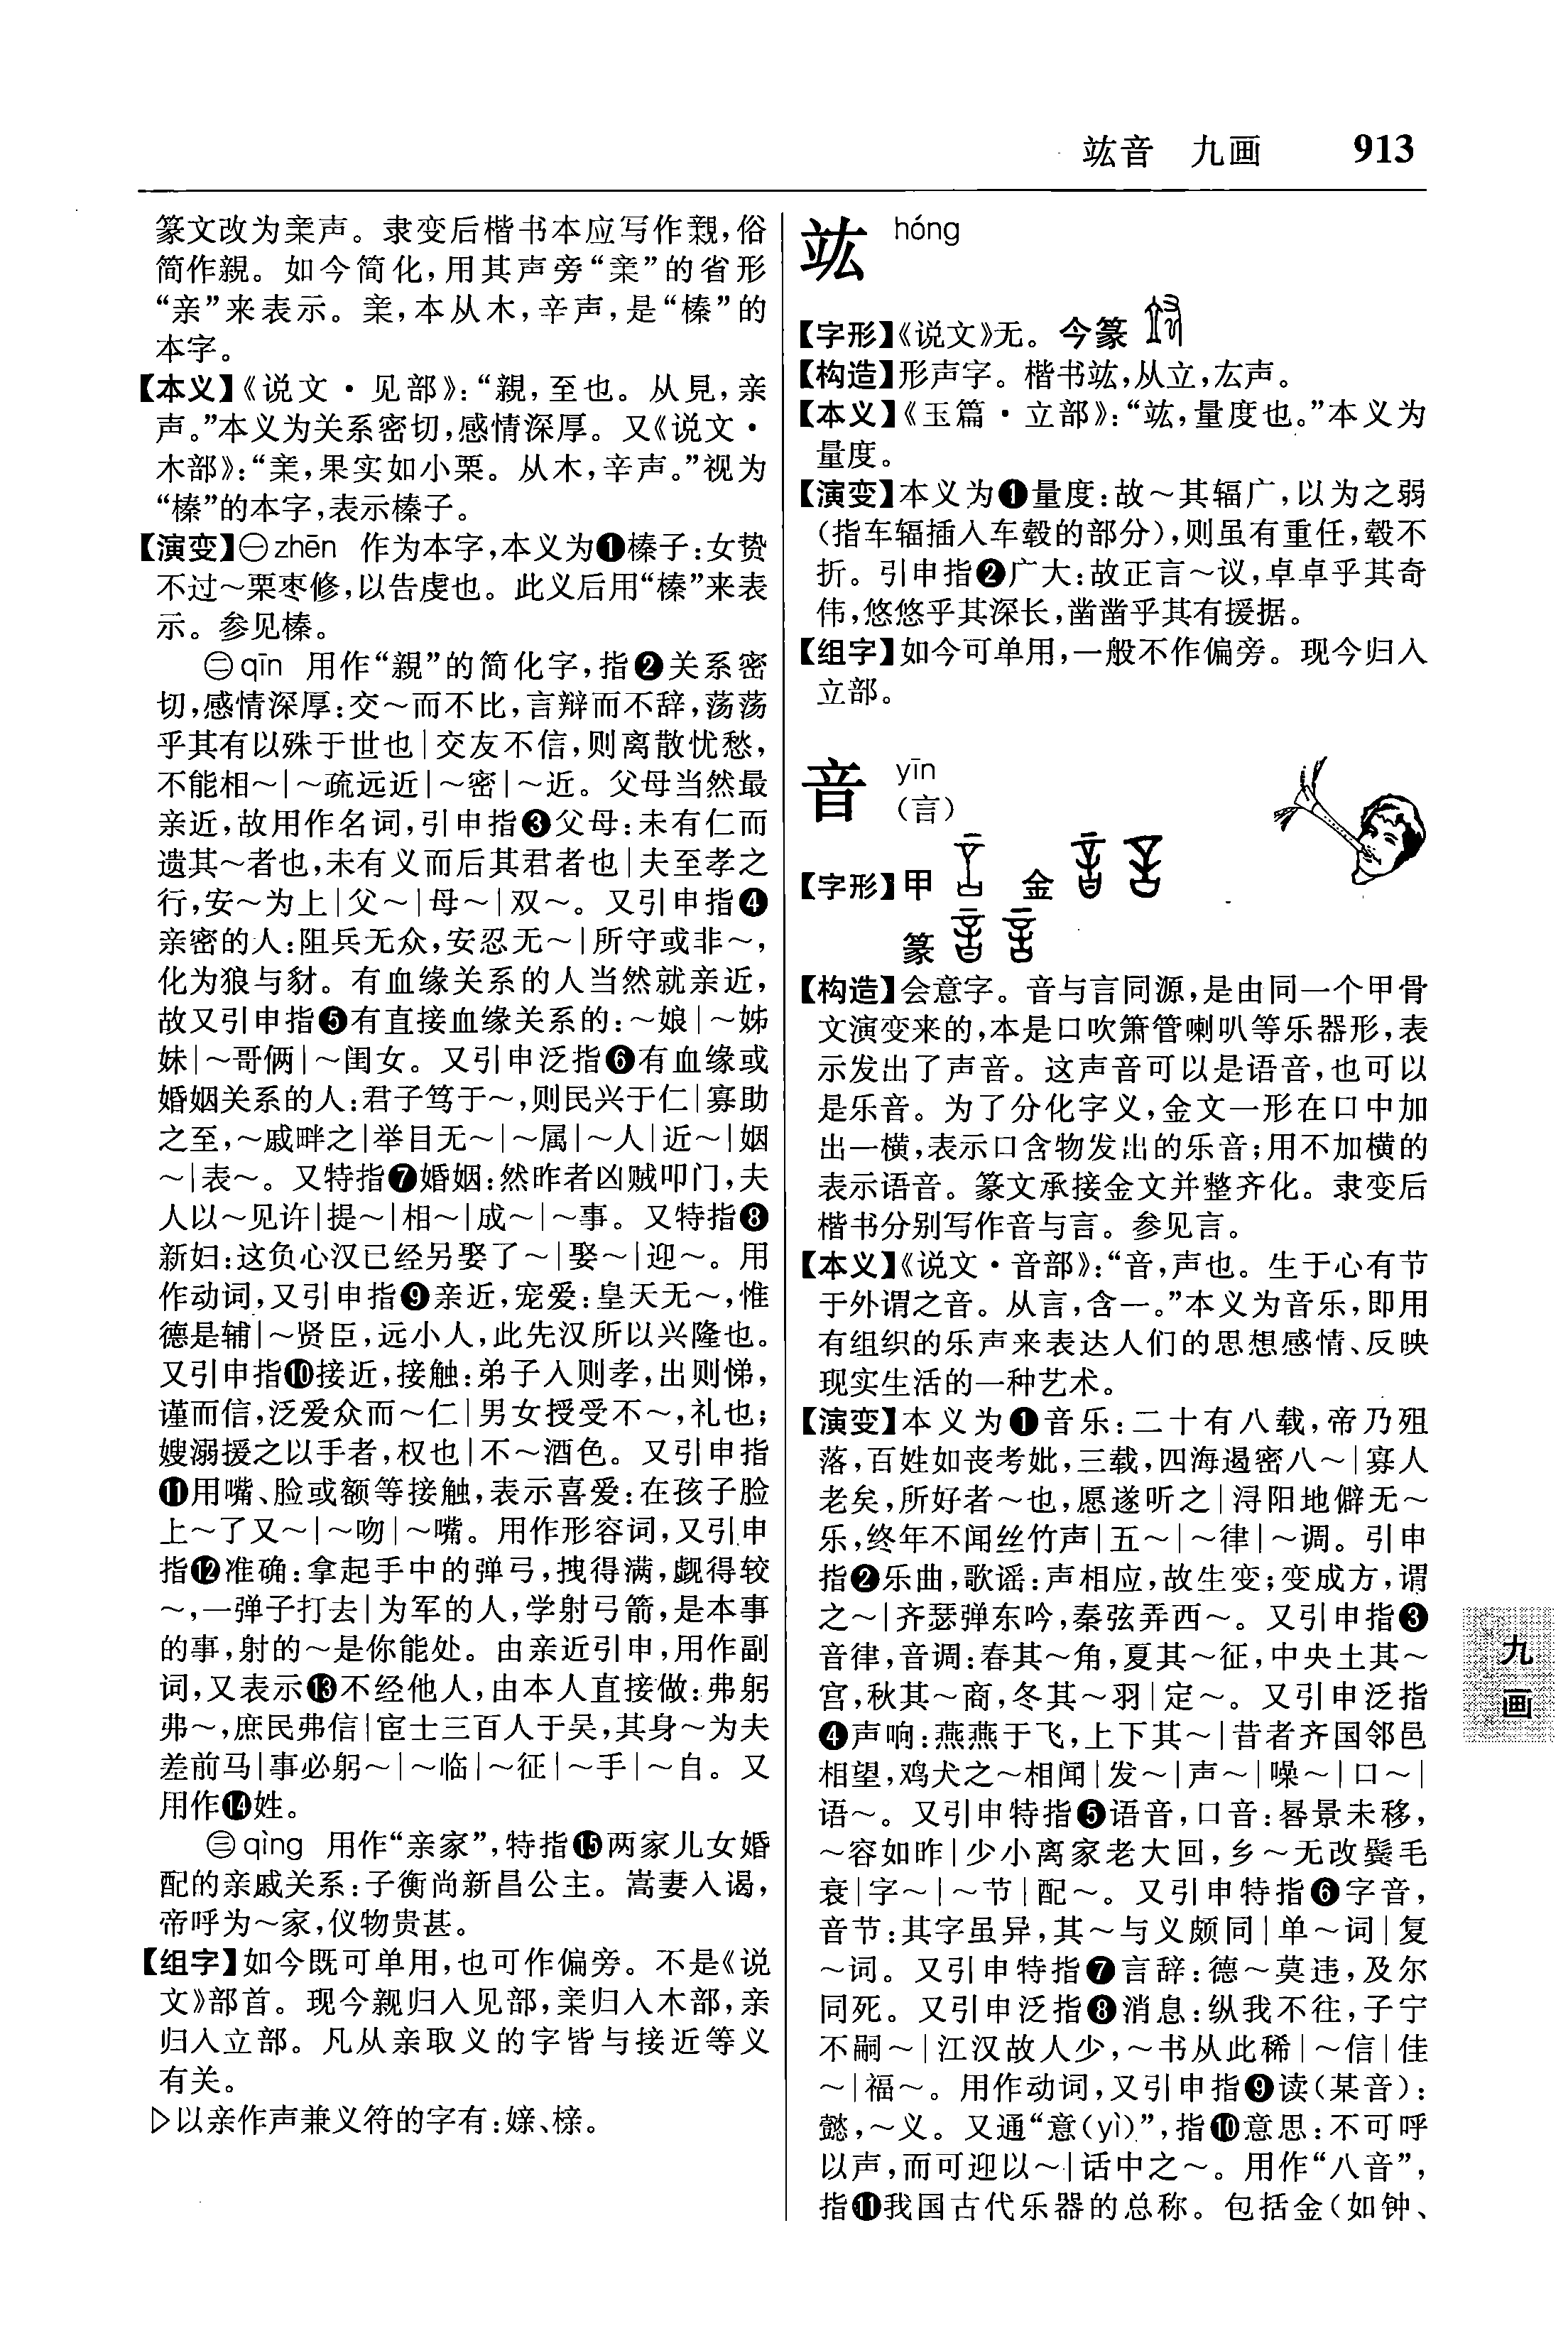 竑音 九画 913
篆文改为亲声。隶变后楷书本应写作親,俗
简作親。如今简化,用其声旁“亲”的省形
“亲”来表示。亲,本从木,辛声,是“榛”的
本字。
【本义】《说文·见部》:“親,至也。从見,亲
声。”本义为关系密切,感情深厚。又《说文·
木部》:“亲,果实如小栗。从木,辛声。”视为
“榛”的本字,表示榛子。
【演变】㊀zhēn 作为本字,本义为❶榛子:女贽
不过～栗枣修,以告虔也。此义后用“榛”来表
示。参见榛。
㊁qīn 用作“親”的简化字,指❷关系密
切,感情深厚:交～而不比,言辩而不辞,荡荡
乎其有以殊于世也|交友不信,则离散忧愁,
不能相～|～疏远近|～密|～近。父母当然最
亲近,故用作名词,引申指❸父母:未有仁而
遗其～者也,未有义而后其君者也|夫至孝之
行,安～为上|父～|母～|双～。又引申指❹
亲密的人:阻兵无众,安忍无～|所守或非～,
化为狼与豺。有血缘关系的人当然就亲近,
故又引申指❺有直接血缘关系的:～娘|～姊
妹|～哥俩|～闺女。又引申泛指❻有血缘或
婚姻关系的人:君子笃于～,则民兴于仁|寡助
之至,～戚畔之|举目无～|～属|～人|近～|姻
～|表～。又特指❼婚姻:然昨者凶贼叩门,夫
人以～见许|提～|相～|成～|～事。又特指❽
新妇:这负心汉已经另娶了～|娶～|迎～。用
作动词,又引申指❾亲近,宠爱:皇天无～,惟
德是辅|～贤臣,远小人,此先汉所以兴隆也。
又引申指❿接近,接触:弟子入则孝,出则悌,
谨而信,泛爱众而～仁|男女授受不～,礼也;
嫂溺援之以手者,权也|不～酒色。又引申指
⓫用嘴、脸或额等接触,表示喜爱:在孩子脸
上～了又～|～吻|～嘴。用作形容词,又引申
指⓬准确:拿起手中的弹弓,拽得满,觑得较
～,一弹子打去|为军的人,学射弓箭,是本事
的事,射的～是你能处。由亲近引申,用作副
词,又表示⓭不经他人,由本人直接做:弗躬
弗～,庶民弗信|宦士三百人于吴,其身～为夫
差前马|事必躬～|～临|～征|～手|～自。又
用作⓮姓。
㊂qìng 用作“亲家”,特指⓯两家儿女婚
配的亲戚关系:子衡尚新昌公主。嵩妻入谒,
帝呼为～家,仪物贵甚。
【组字】如今既可单用,也可作偏旁。不是《说
文》部首。现今親归入见部,亲归入木部,亲
归入立部。凡从亲取义的字皆与接近等义
有关。
▷以亲作声兼义符的字有:媇、榇。
竑 hóng
【字形】《说文》无。今篆
【构造】形声字。楷书竑,从立,厷声。
【本义】《玉篇·立部》:“竑,量度也。”本义为
量度。
【演变】本义为❶量度:故～其辐广,以为之弱
(指车辐插入车毂的部分),则虽有重任,毂不
折。引申指❷广大:故正言～议,卓卓乎其奇
伟,悠悠乎其深长,凿凿乎其有援据。
【组字】如今可单用,一般不作偏旁。现今归入
立部。
音 yīn
(言)
【字形】甲 金
篆
【构造】会意字。音与言同源,是由同一个甲骨
文演变来的,本是口吹箫管喇叭等乐器形,表
示发出了声音。这声音可以是语音,也可以
是乐音。为了分化字义,金文一形在口中加
出一横,表示口含物发出的乐音;用不加横的
表示语音。篆文承接金文并整齐化。隶变后
楷书分别写作音与言。参见言。
【本义】《说文·音部》:“音,声也。生于心有节
于外谓之音。从言,含一。”本义为音乐,即用
有组织的乐声来表达人们的思想感情、反映
现实生活的一种艺术。
【演变】本义为❶音乐:二十有八载,帝乃殂
落,百姓如丧考妣,三载,四海遏密八～|寡人
老矣,所好者～也,愿遂听之|浔阳地僻无～
乐,终年不闻丝竹声|五～|～律|～调。引申
指❷乐曲,歌谣:声相应,故生变;变成方,谓
之～|齐瑟弹东吟,秦弦弄西～。又引申指❸
音律,音调:春其～角,夏其～征,中央土其～
宫,秋其～商,冬其～羽|定～。又引申泛指
❹声响:燕燕于飞,上下其～|昔者齐国邻邑
相望,鸡犬之～相闻|发～|声～|噪～|口～|
语～。又引申特指❺语音,口音:晷景未移,
～容如昨|少小离家老大回,乡～无改鬓毛
衰|字～|～节|配～。又引申特指❻字音,
音节:其字虽异,其～与义颇同|单～词|复
～词。又引申特指❼言辞:德～莫违,及尔
同死。又引申泛指❽消息:纵我不往,子宁
不嗣～|江汉故人少,～书从此稀|～信|佳
～|福～。用作动词,又引申指❾读(某音):
懿,～义。又通“意(yì)”,指❿意思:不可呼
以声,而可迎以～|话中之～。用作“八音”,
指⓫我国古代乐器的总称。包括金(如钟、
九
画